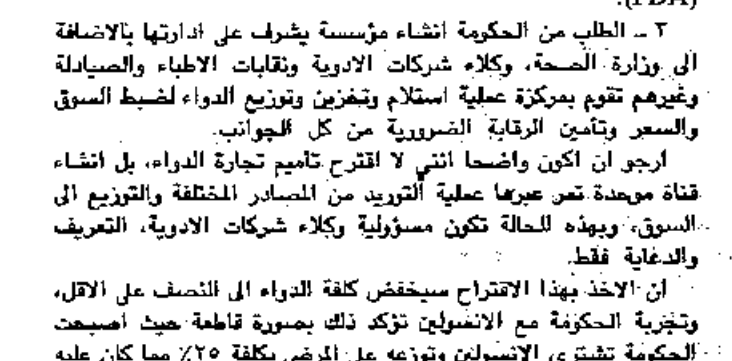 (FDA).
٢ ـ الطلب من الحكومة انشاء مؤسسة يشرف على ادارتها بالاضافة
الى وزارة الصحة، وكلاء شركات الادوية ونقابات الاطباء والصيادلة
وغيرهم تقوم بمركزة عملية استلام وتخزين وتوزيع الدواء لضبط السوق
والسعر وتأمين الرقابة الضرورية من كل الجوانب.
ارجو ان اكون واضحا انني لا اقترح تأميم تجارة الدواء، بل انشاء
قناة موحدة تمر عبرها عملية التوريد من المصادر المختلفة والتوزيع الى
السوق، وبهذه الحالة تكون مسؤولية وكلاء شركات الادوية، التعريف
والدعاية فقط.
ان الاخذ بهذا الاقتراح سيخفض كلفة الدواء الى النصف على الاقل،
وتجربة الحكومة مع الانسولين تؤكد ذلك بصورة قاطعة حيث اصبحت
الحكومة تشتري الانسولين وتوزعه على المرضى بكلفة ٢٥٪ مما كان عليه